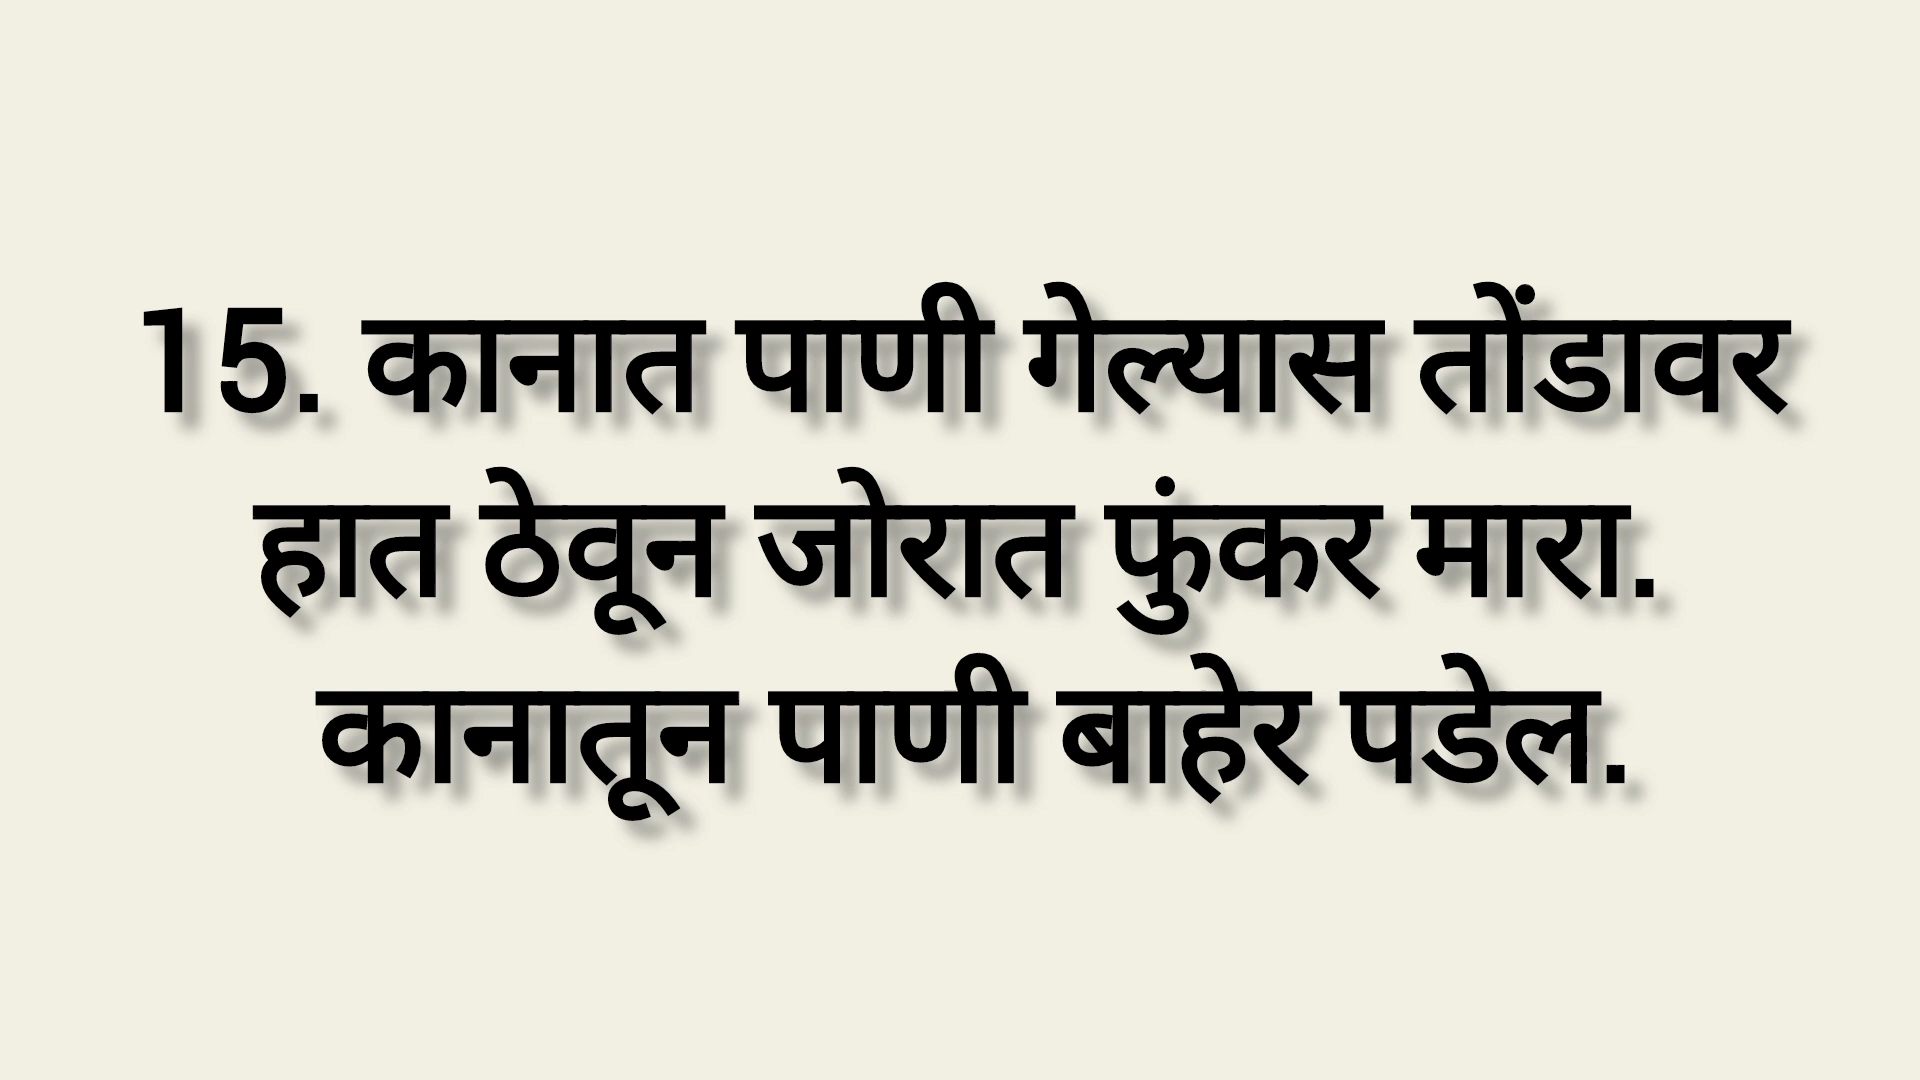 15. कानात पाणी गेल्यास तोंडावर
हात ठेवून जोरात फुंकर मारा.
कानातून पाणी बाहेर पडेल.